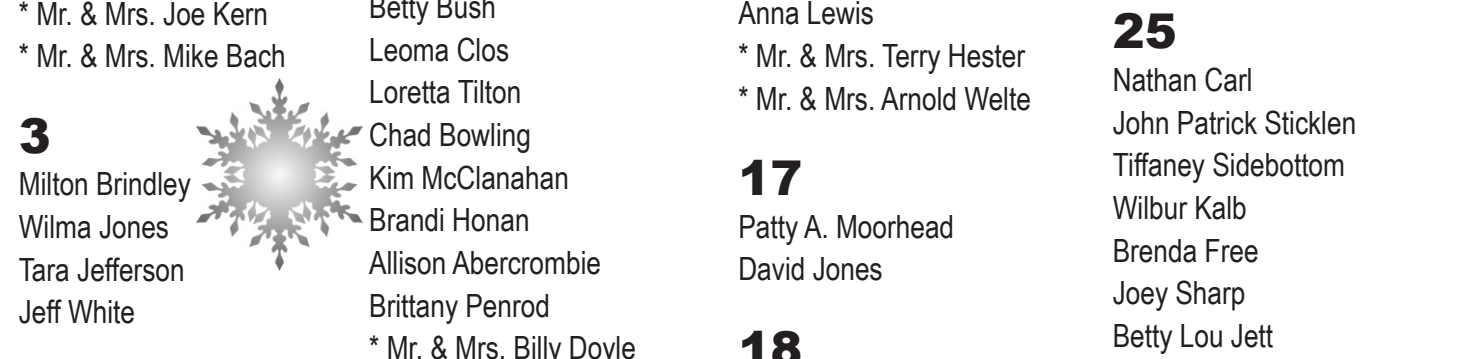 * Mr. & Mrs. Joe Kern
* Mr. & Mrs. Mike Bach
3
Milton Brindley
Wilma Jones
Tara Jefferson
Jeff White
Betty Bush
Leoma Clos
Loretta Tilton
Chad Bowling
Kim McClanahan
Brandi Honan
Allison Abercrombie
Brittany Penrod
* Mr. & Mrs. Billy Doyle
Anna Lewis
* Mr. & Mrs. Terry Hester
* Mr. & Mrs. Arnold Welte
17
Patty A. Moorhead
David Jones
18
25
Nathan Carl
John Patrick Sticklen
Tiffaney Sidebottom
Wilbur Kalb
Brenda Free
Joey Sharp
Betty Lou Jett